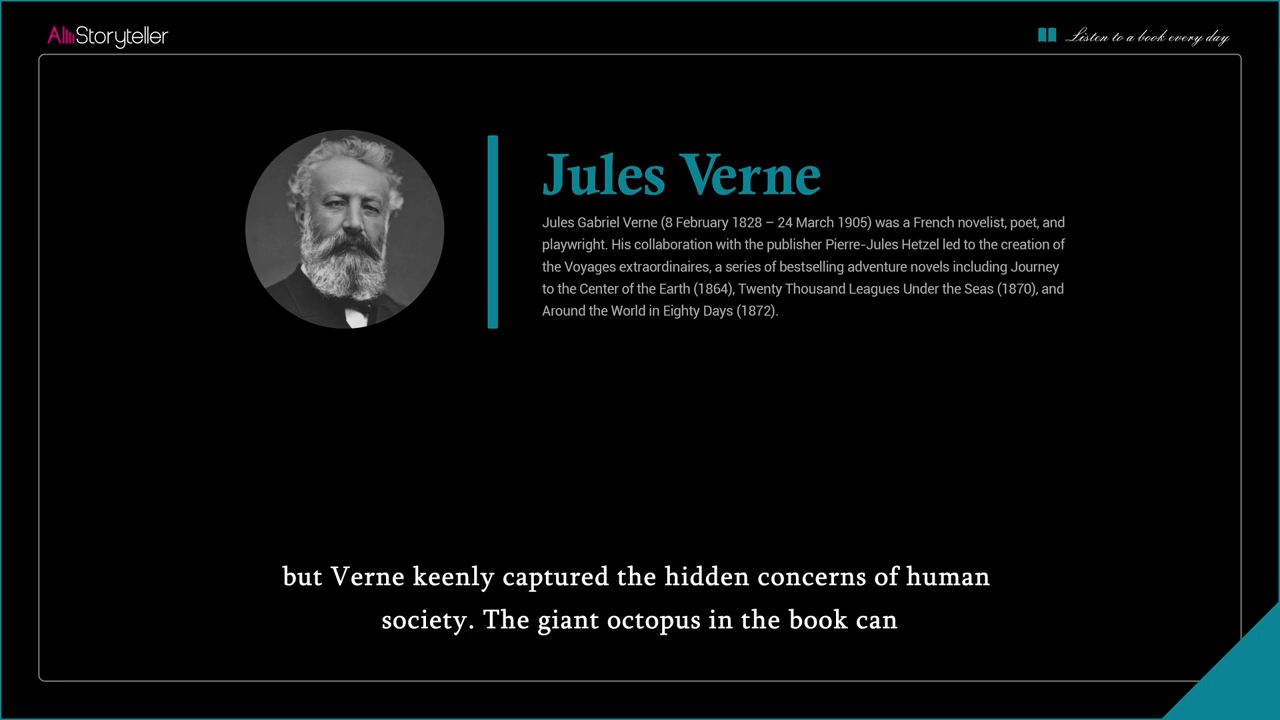 AIStoryteller
Listen to a book every day
Jules Verne
Jules Gabriel Verne (8 February 1828 – 24 March 1905) was a French novelist, poet, and
playwright. His collaboration with the publisher Pierre-Jules Hetzel led to the creation of
the Voyages extraordinaires, a series of bestselling adventure novels including Journey
to the Center of the Earth (1864), Twenty Thousand Leagues Under the Seas (1870), and
Around the World in Eighty Days (1872).
but Verne keenly captured the hidden concerns of human
society. The giant octopus in the book can